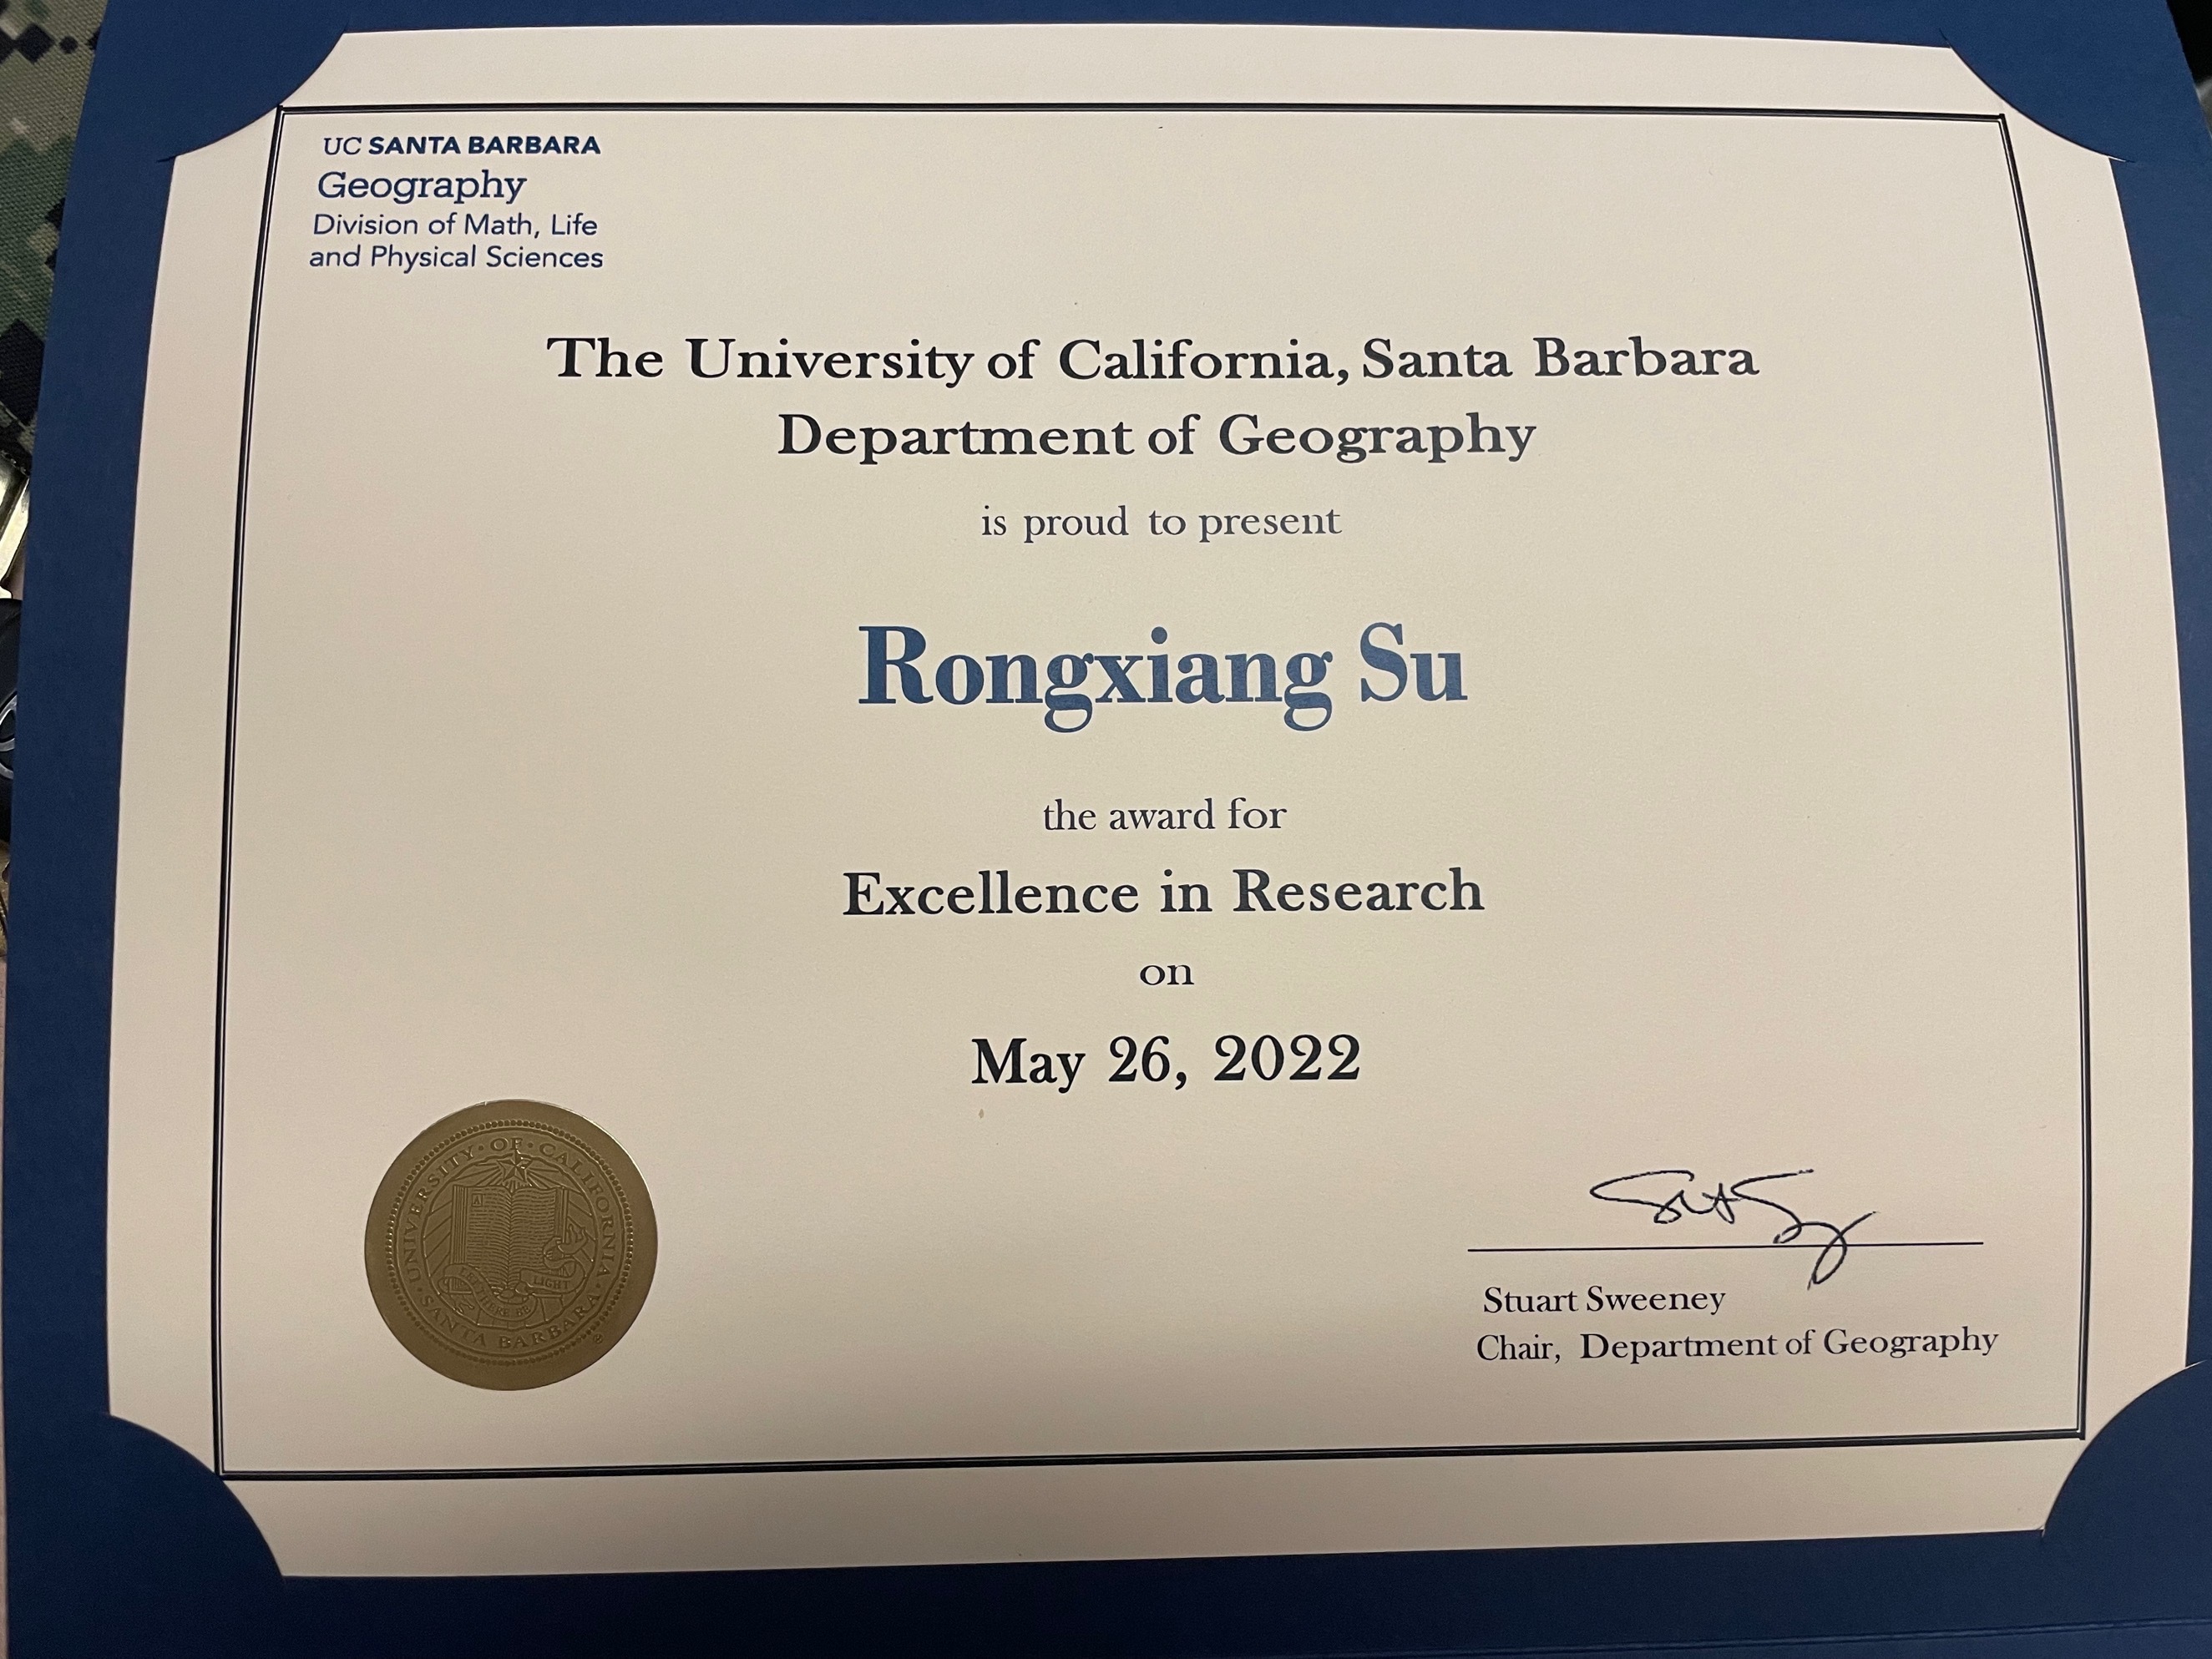 UC SANTA BARBARA
Geography
Division of Math, Life
and Physical Sciences
The University of California, Santa Barbara
Department of Geography
is proud to present
Rongxiang Su
the award for
Excellence in Research
on
May 26, 2022
UNIVERSITY · OF · CALIFORNIA
LET THERE BE LIGHT
SANTA BARBARA
Stuart Sweeney
Chair, Department of Geography